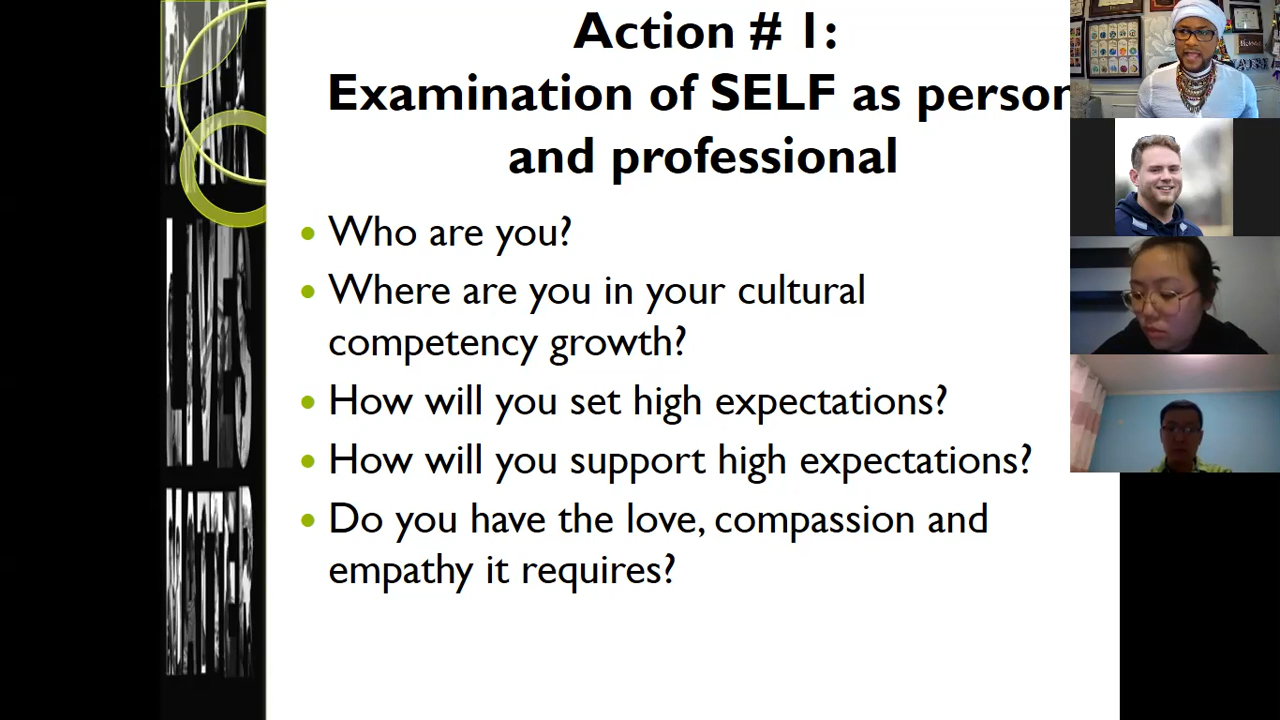 Action # 1:
Examination of SELF as person
and professional
• Who are you?
• Where are you in your cultural
competency growth?
• How will you set high expectations?
• How will you support high expectations?
• Do you have the love, compassion and
empathy it requires?
LIVES
MATTER